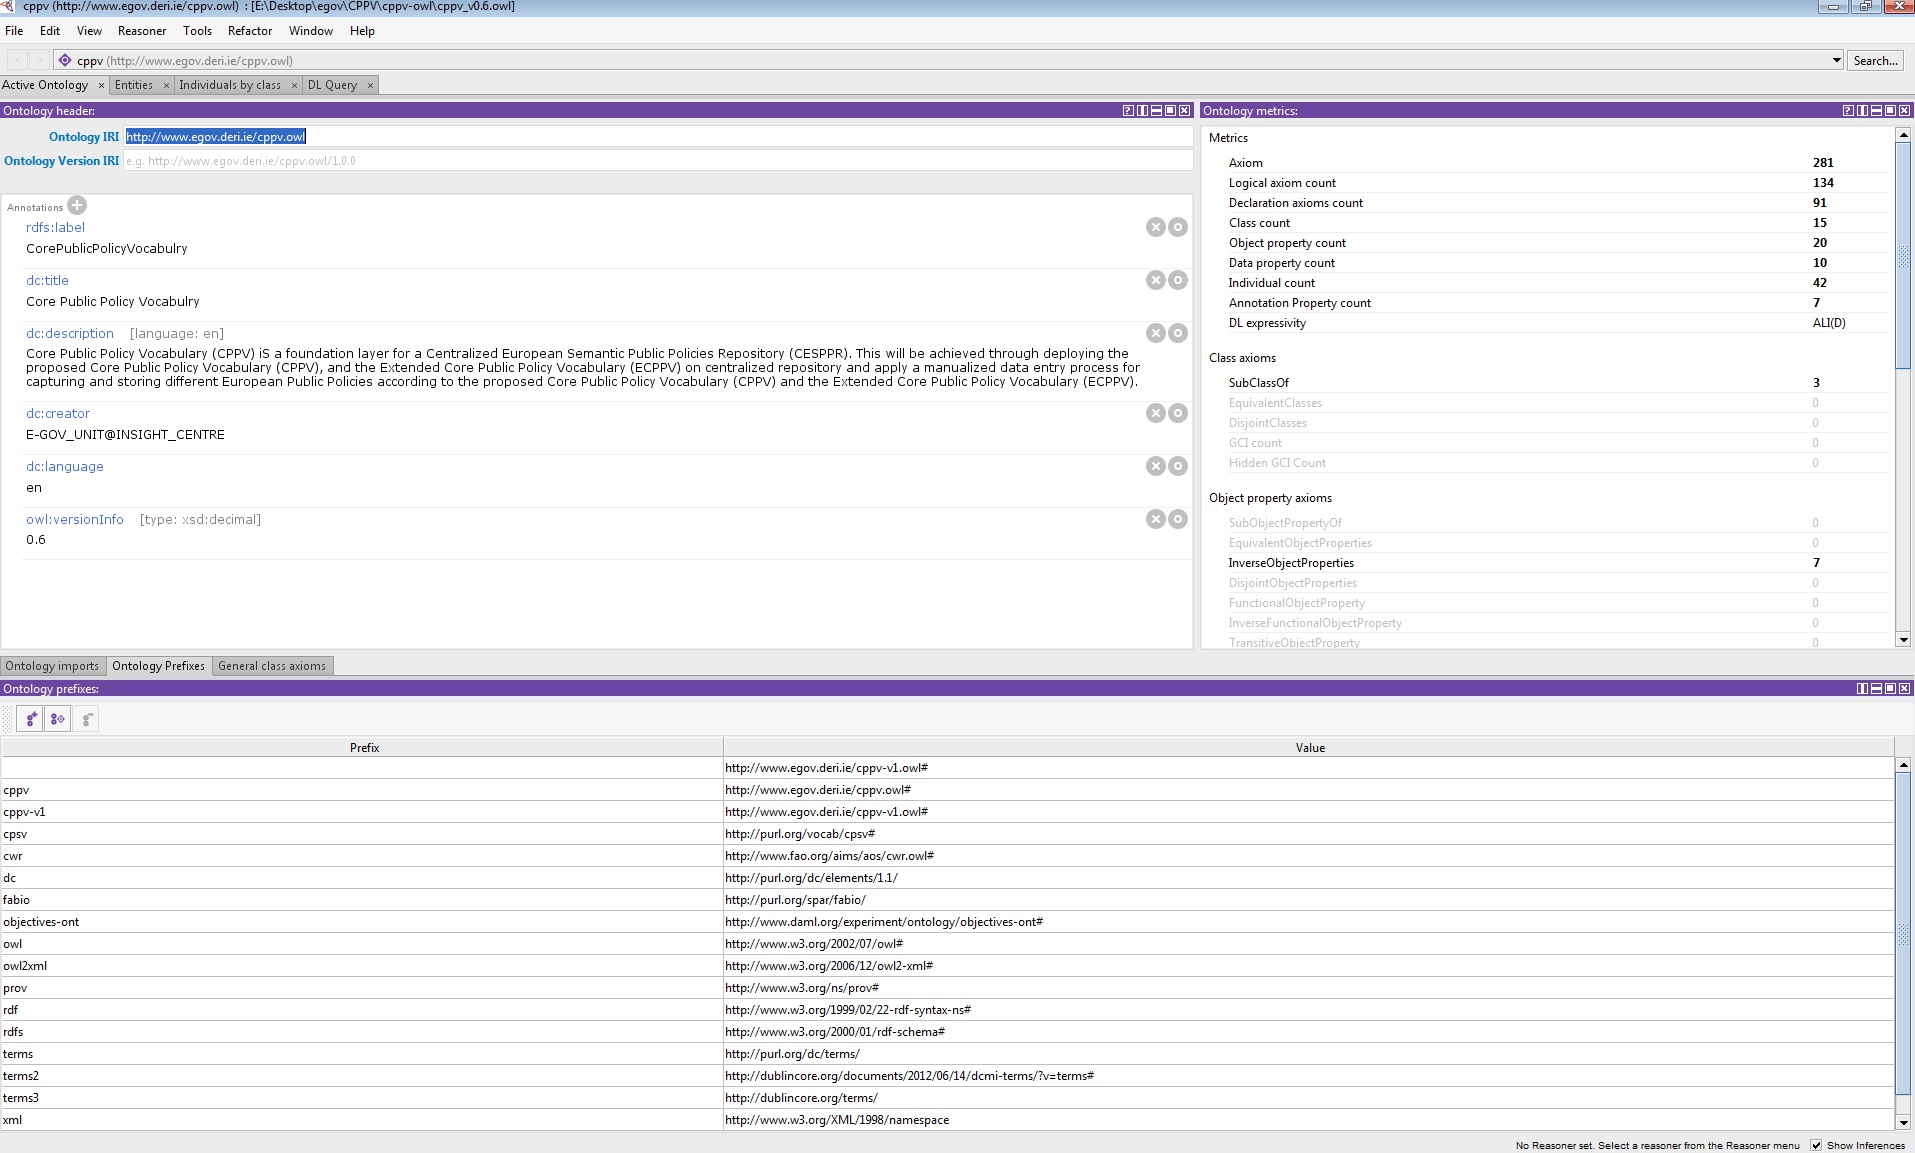 cppv (http://www.egov.deri.ie/cppv.owl) : [E:\Desktop\egov\CPPV\cppv-owl\cppv_v0.6.owl]
File Edit View Reasoner Tools Refactor Window Help
< > cppv (http://www.egov.deri.ie/cppv.owl) Search...
Active Ontology × Entities × Individuals by class × DL Query ×
Ontology header:
Ontology IRI http://www.egov.deri.ie/cppv.owl
Ontology Version IRI e.g. http://www.egov.deri.ie/cppv.owl/1.0.0
Annotations
rdfs:label
CorePublicPolicyVocabulry
dc:title
Core Public Policy Vocabulry
dc:description [language: en]
Core Public Policy Vocabulary (CPPV) iS a foundation layer for a Centralized European Semantic Public Policies Repository (CESPPR). This will be achieved through deploying the
proposed Core Public Policy Vocabulary (CPPV), and the Extended Core Public Policy Vocabulary (ECPPV) on centralized repository and apply a manualized data entry process for
capturing and storing different European Public Policies according to the proposed Core Public Policy Vocabulary (CPPV) and the Extended Core Public Policy Vocabulary (ECPPV).
dc:creator
E-GOV_UNIT@INSIGHT_CENTRE
dc:language
en
owl:versionInfo [type: xsd:decimal]
0.6
Ontology metrics:
Metrics
Axiom 281
Logical axiom count 134
Declaration axioms count 91
Class count 15
Object property count 20
Data property count 10
Individual count 42
Annotation Property count 7
DL expressivity ALI(D)
Class axioms
SubClassOf 3
EquivalentClasses 0
DisjointClasses 0
GCI count 0
Hidden GCI Count 0
Object property axioms
SubObjectPropertyOf 0
EquivalentObjectProperties 0
InverseObjectProperties 7
DisjointObjectProperties 0
FunctionalObjectProperty 0
InverseFunctionalObjectProperty 0
TransitiveObjectProperty 0
Ontology imports Ontology Prefixes General class axioms
Ontology prefixes:
Prefix Value
http://www.egov.deri.ie/cppv-v1.owl#
cppv http://www.egov.deri.ie/cppv.owl#
cppv-v1 http://www.egov.deri.ie/cppv-v1.owl#
cpsv http://purl.org/vocab/cpsv#
cwr http://www.fao.org/aims/aos/cwr.owl#
dc http://purl.org/dc/elements/1.1/
fabio http://purl.org/spar/fabio/
objectives-ont http://www.daml.org/experiment/ontology/objectives-ont#
owl http://www.w3.org/2002/07/owl#
owl2xml http://www.w3.org/2006/12/owl2-xml#
prov http://www.w3.org/ns/prov#
rdf http://www.w3.org/1999/02/22-rdf-syntax-ns#
rdfs http://www.w3.org/2000/01/rdf-schema#
terms http://purl.org/dc/terms/
terms2 http://dublincore.org/documents/2012/06/14/dcmi-terms/?v=terms#
terms3 http://dublincore.org/terms/
xml http://www.w3.org/XML/1998/namespace
No Reasoner set. Select a reasoner from the Reasoner menu Show Inferences